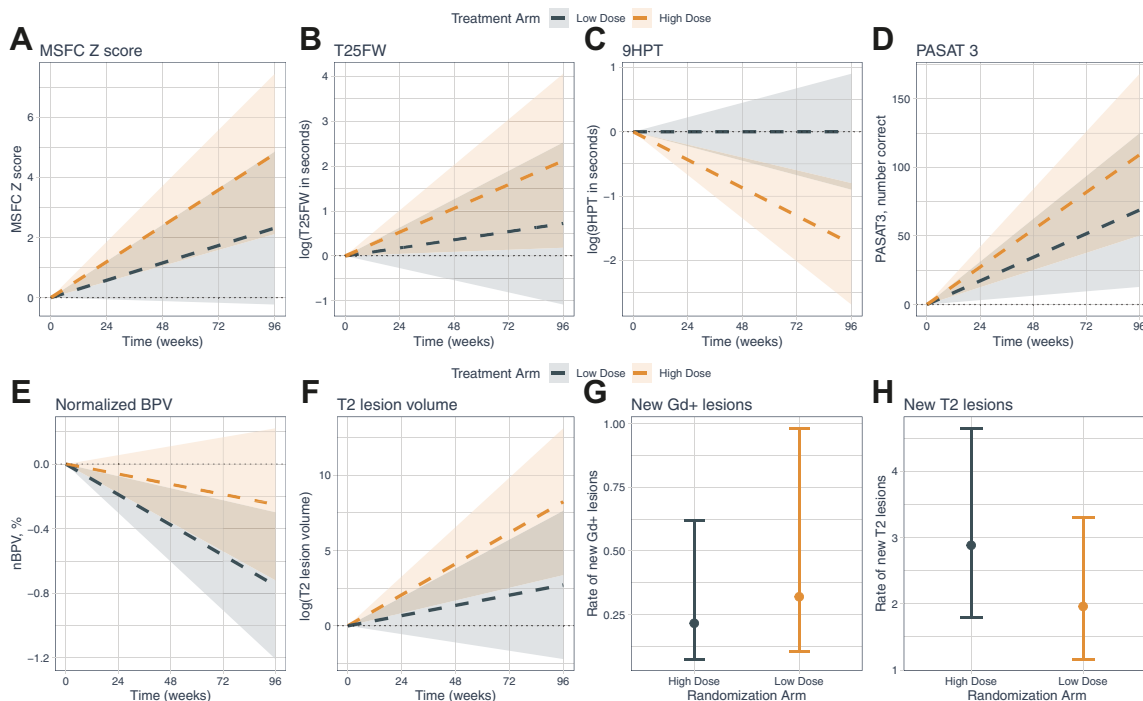 Treatment Arm Low Dose High Dose
A MSFC Z score
MSFC Z score
6
4
2
0
0 24 48 72 96
Time (weeks)
B T25FW
log(T25FW in seconds)
4
3
2
1
0
−1
0 24 48 72 96
Time (weeks)
C 9HPT
log(9HPT in seconds)
1
0
−1
−2
0 24 48 72 96
Time (weeks)
D PASAT 3
PASAT3, number correct
150
100
50
0
0 24 48 72 96
Time (weeks)
Treatment Arm Low Dose High Dose
E Normalized BPV
nBPV, %
0.0
−0.4
−0.8
−1.2
0 24 48 72 96
Time (weeks)
F T2 lesion volume
log(T2 lesion volume)
10
5
0
0 24 48 72 96
Time (weeks)
G New Gd+ lesions
Rate of new Gd+ lesions
1.00
0.75
0.50
0.25
High Dose Low Dose
Randomization Arm
H New T2 lesions
Rate of new T2 lesions
4
3
2
1
High Dose Low Dose
Randomization Arm